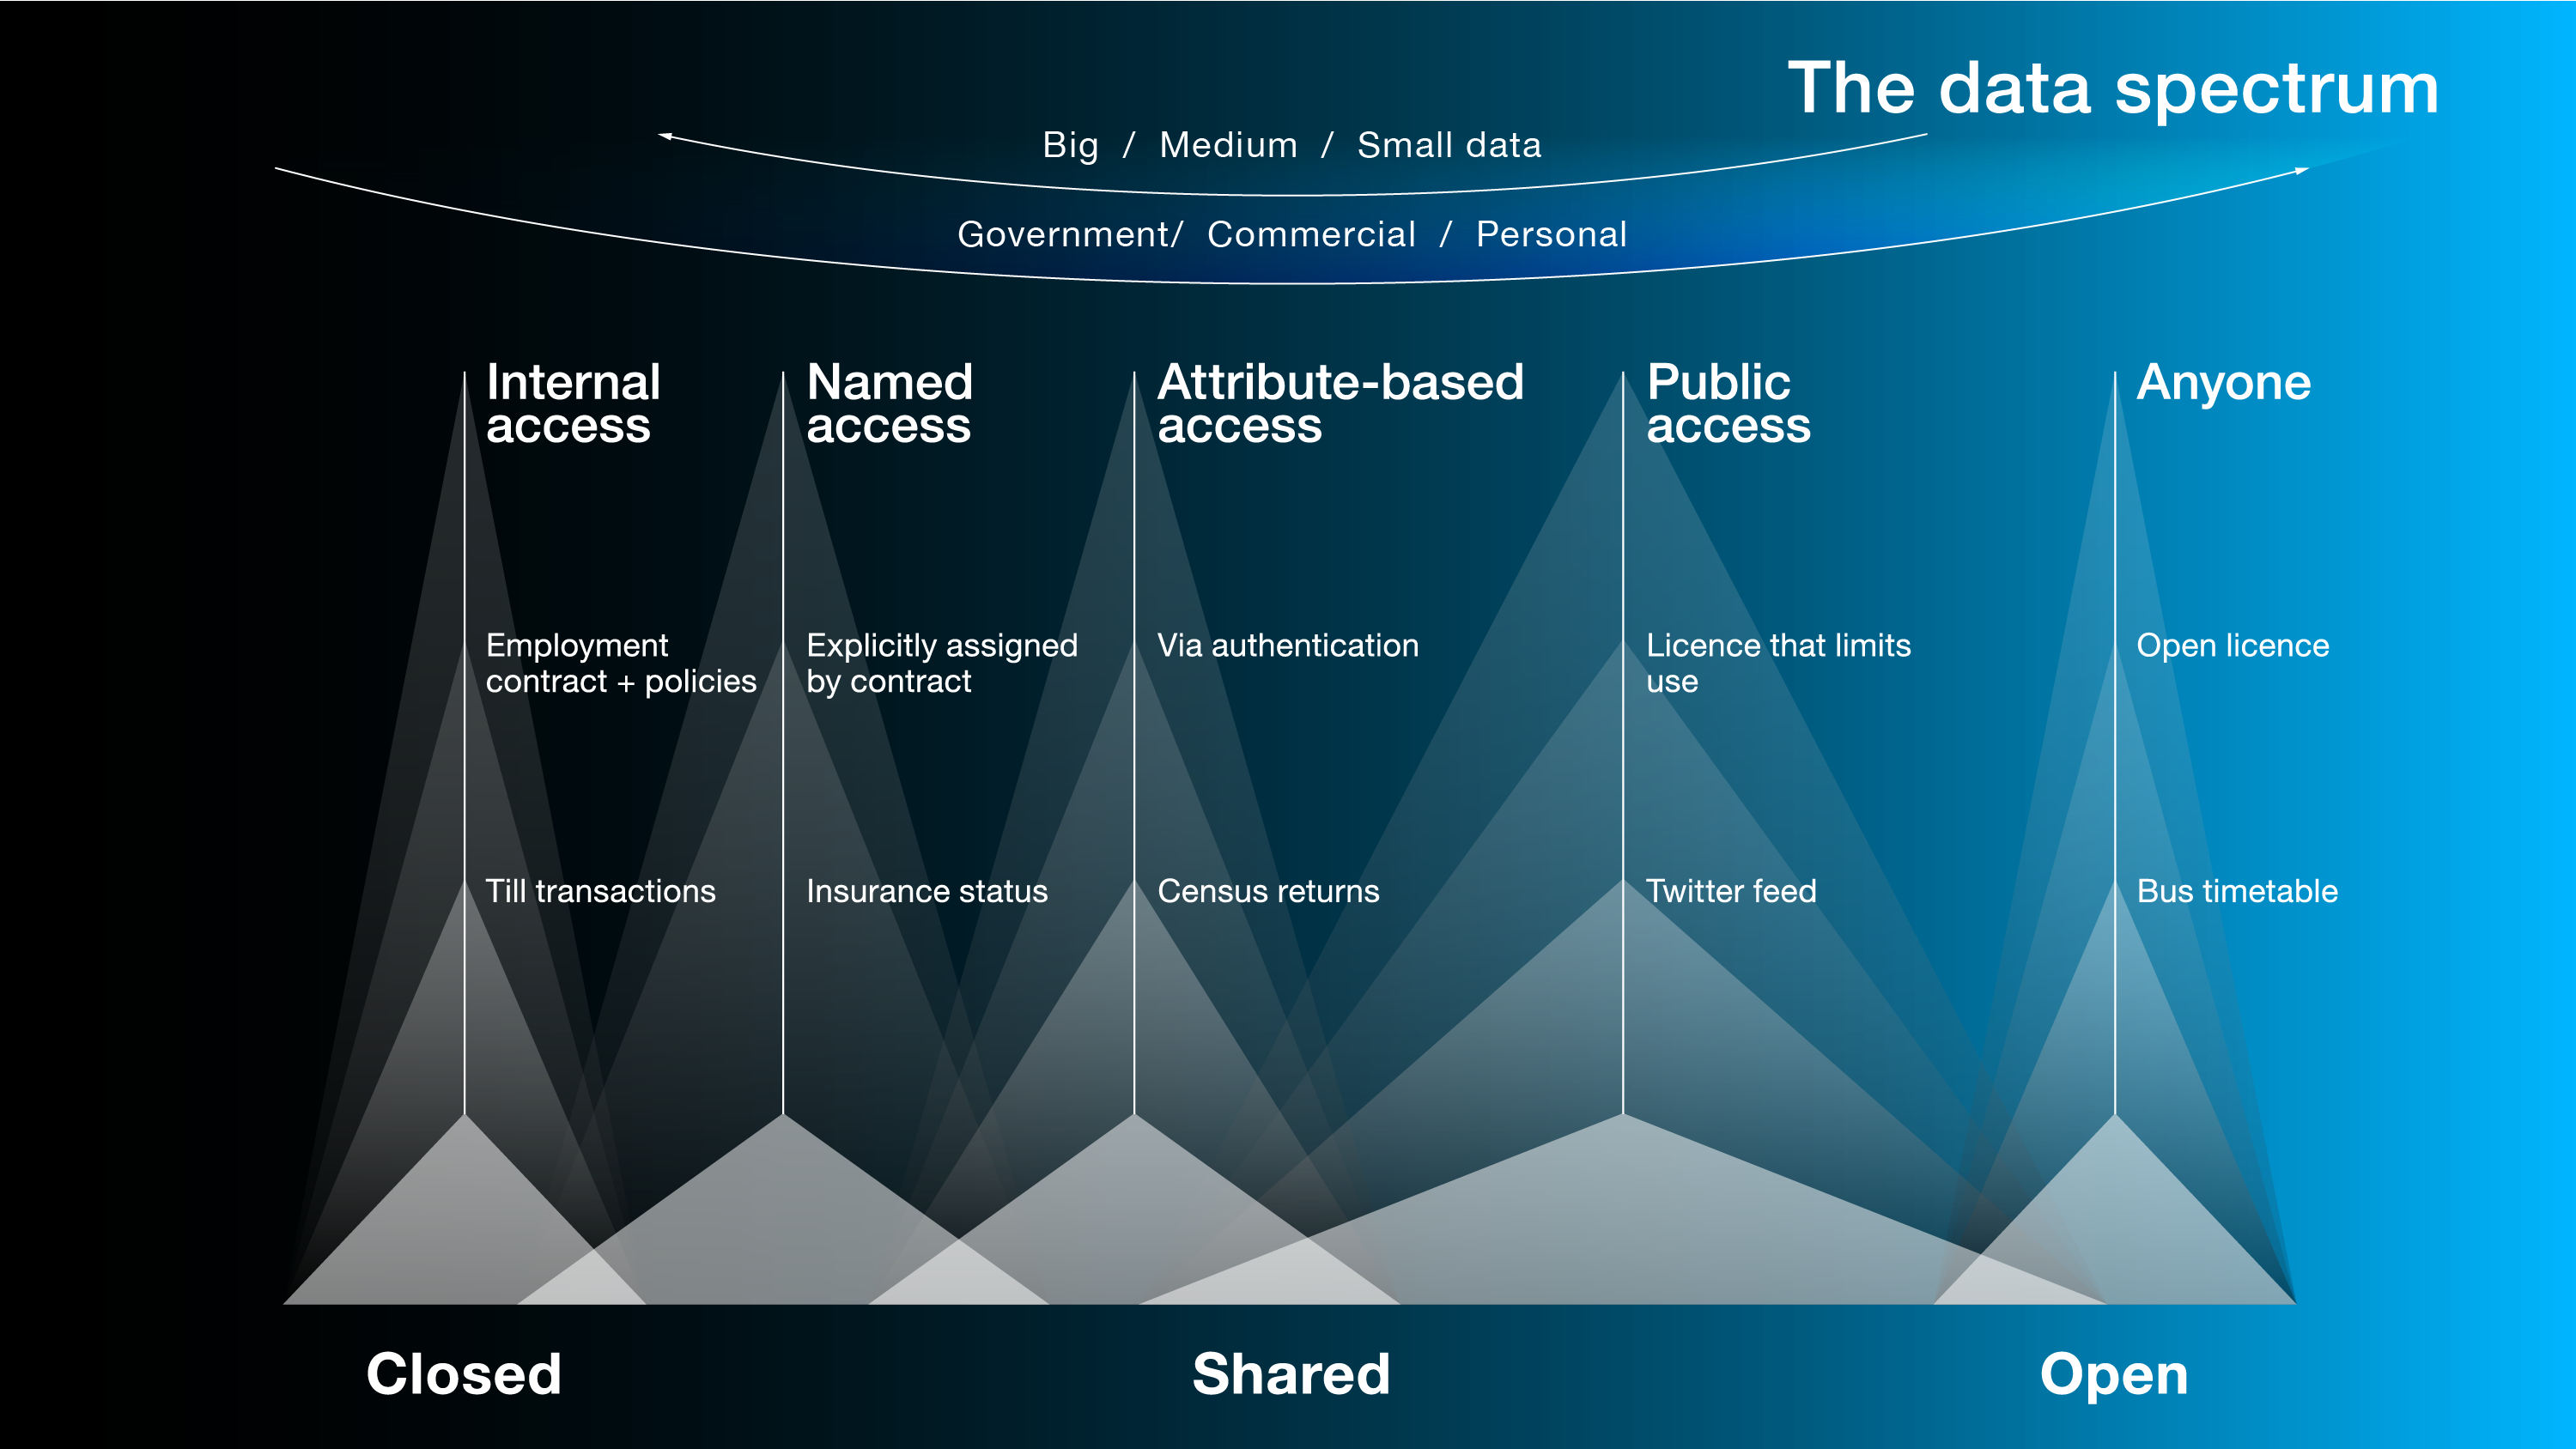 The data spectrum
Big / Medium / Small data
Government/ Commercial / Personal
Internal
access
Employment
contract + policies
Till transactions
Named
access
Explicitly assigned
by contract
Insurance status
Attribute-based
access
Via authentication
Census returns
Public
access
Licence that limits
use
Twitter feed
Anyone
Open licence
Bus timetable
Closed
Shared
Open